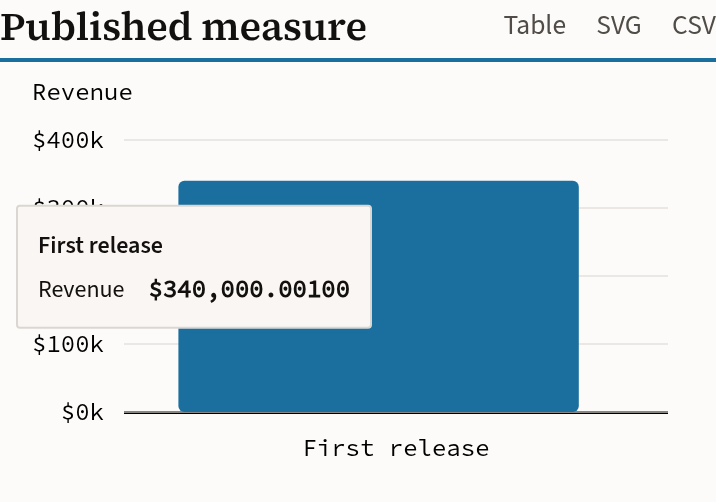 Published measure
Table SVG CSV
Revenue
$400k
First release
Revenue $340,000.00100
$100k
$0k
First release